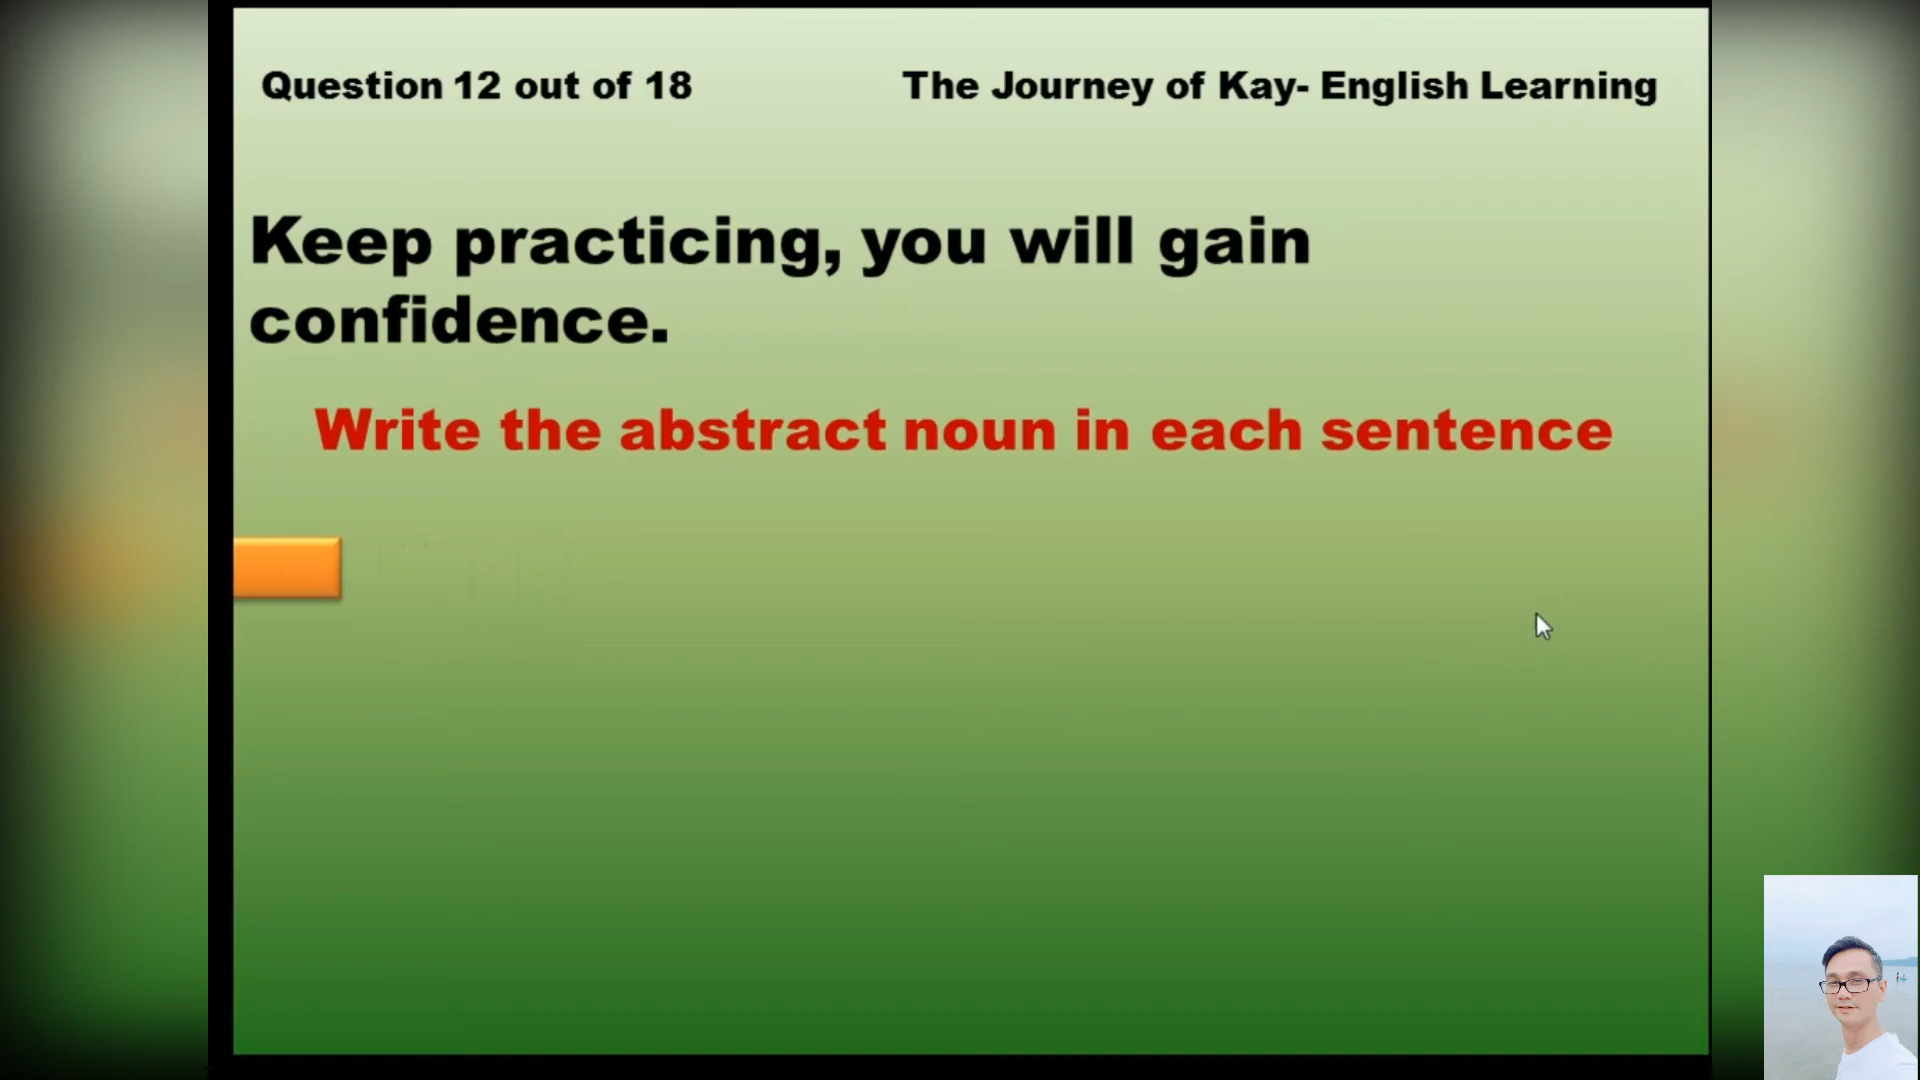 Question 12 out of 18
The Journey of Kay- English Learning
Keep practicing, you will gain
confidence.
Write the abstract noun in each sentence